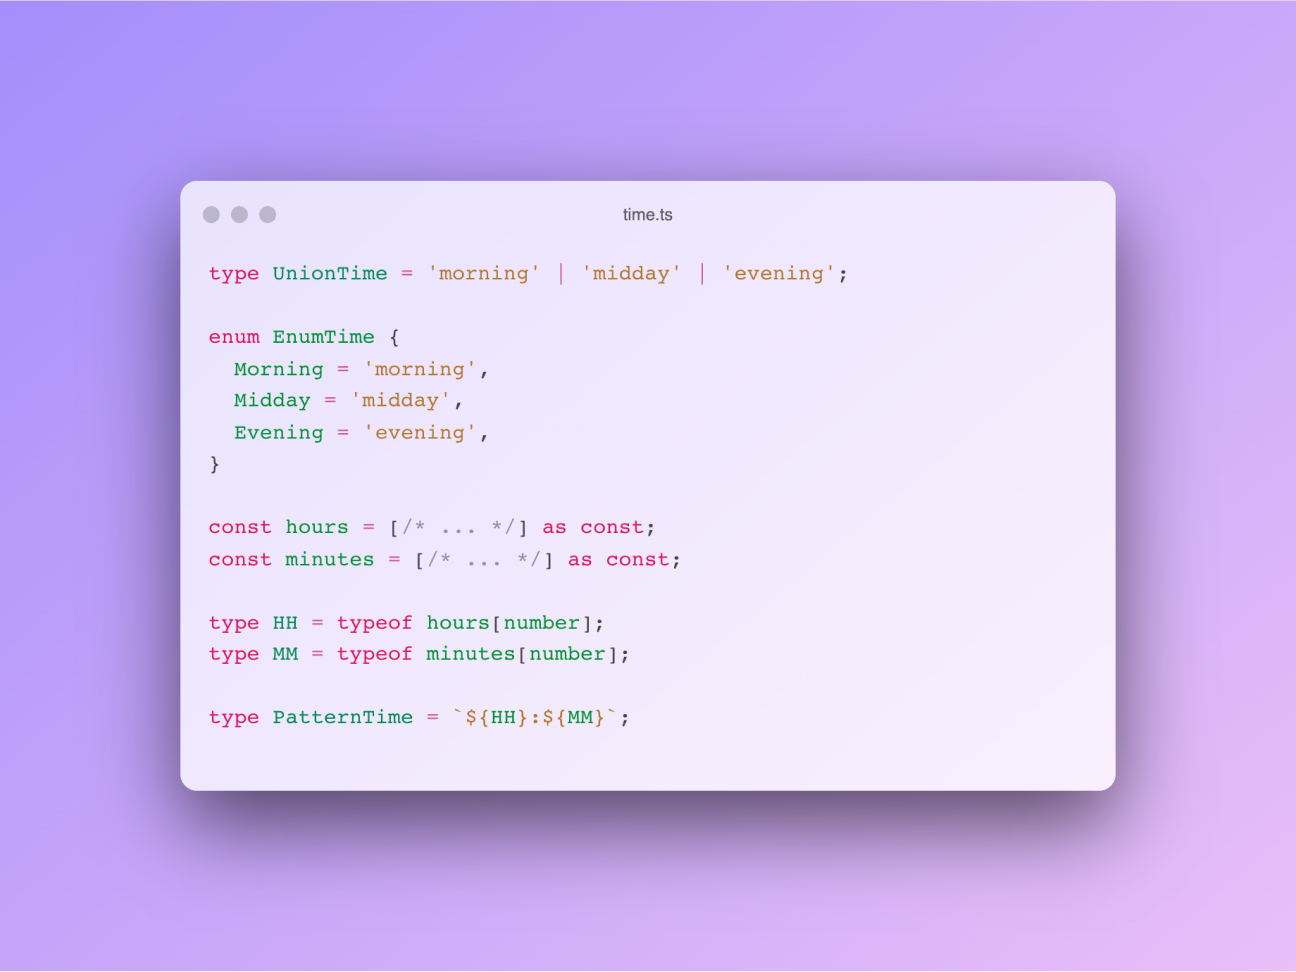 time.ts
type UnionTime = 'morning' | 'midday' | 'evening';
enum EnumTime {
  Morning = 'morning',
  Midday = 'midday',
  Evening = 'evening',
}
const hours = [/* ... */] as const;
const minutes = [/* ... */] as const;
type HH = typeof hours[number];
type MM = typeof minutes[number];
type PatternTime = `${HH}:${MM}`;